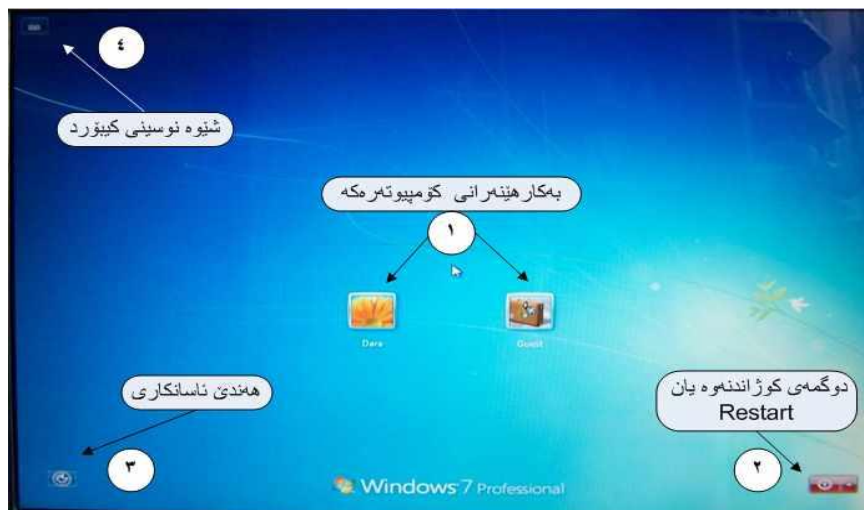 ٤
شێوه نوسینی کیبۆرد
بەکارهێنەرانی کۆمپیوتەرەکە
١
Dara
Guest
هەندێ ئاسانکاری
دوگمەی کوژاندنەوە یان
Restart
٣
٢
Windows 7 Professional